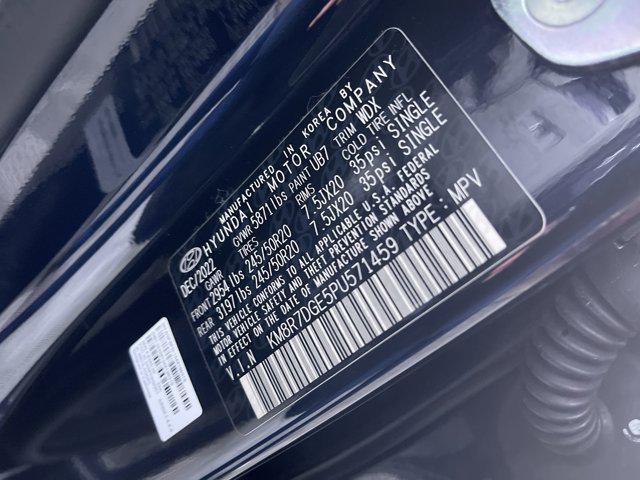 MANUFACTURED IN KOREA BY
HYUNDAI MOTOR COMPANY
DEC/2022 GVWR 5871lbs PAINT UB7 TRIM WDX
GAWR TIRES RIMS COLD TIRE INFL
FRONT 2954 lbs 245/50R20 7.5JX20 35psi SINGLE
REAR 3197 lbs 245/50R20 7.5JX20 35psi SINGLE
THIS VEHICLE CONFORMS TO ALL APPLICABLE U.S.A. FEDERAL
MOTOR VEHICLE SAFETY, BUMPER, AND THEFT PREVENTION STANDARDS
IN EFFECT ON THE DATE OF MANUFACTURE SHOWN ABOVE.
V.I.N KM8R7DGE5PU571459 TYPE : MPV